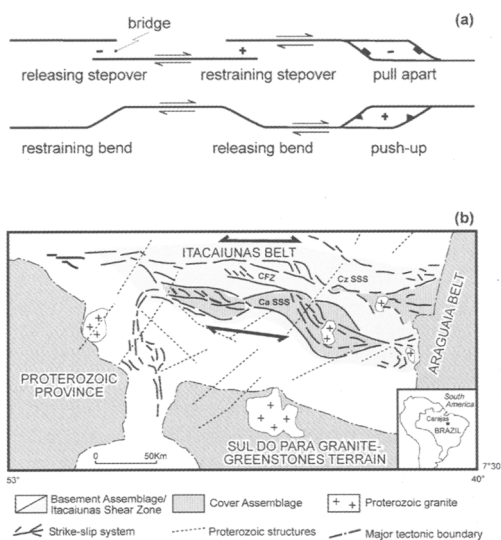 (a)
bridge
- +
-
releasing stepover restraining stepover pull apart
+
restraining bend releasing bend push-up
(b)
ITACAIUNAS BELT
CFZ
Cz SSS
Ca SSS
ARAGUAIA BELT
PROTEROZOIC
PROVINCE
South
America
Carajas
BRAZIL
0 50Km
SUL DO PARA GRANITE-
GREENSTONES TERRAIN
53° 40° 7°30
Basement Assemblage/
Itacaiunas Shear Zone
Cover Assemblage
Proterozoic granite
Strike-slip system
Proterozoic structures
Major tectonic boundary